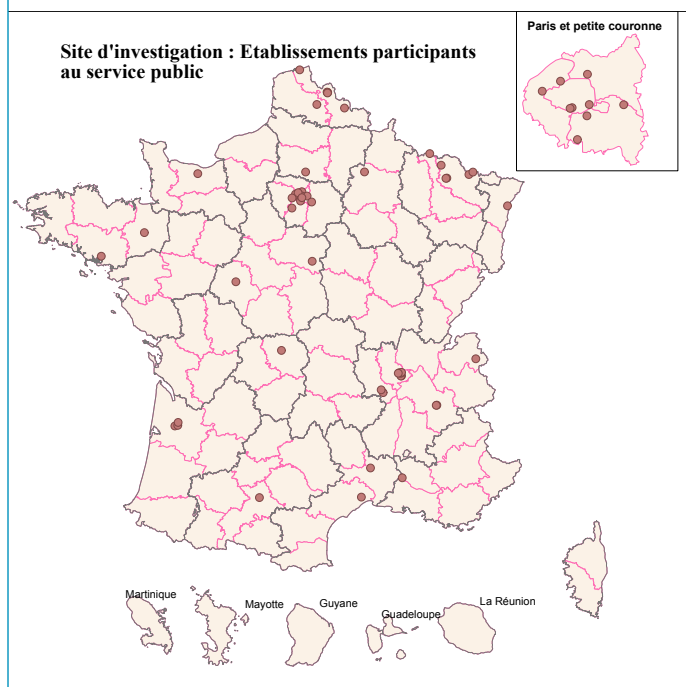 Paris et petite couronne
Site d'investigation : Etablissements participants
au service public
Martinique
Mayotte
Guyane
Guadeloupe
La Réunion